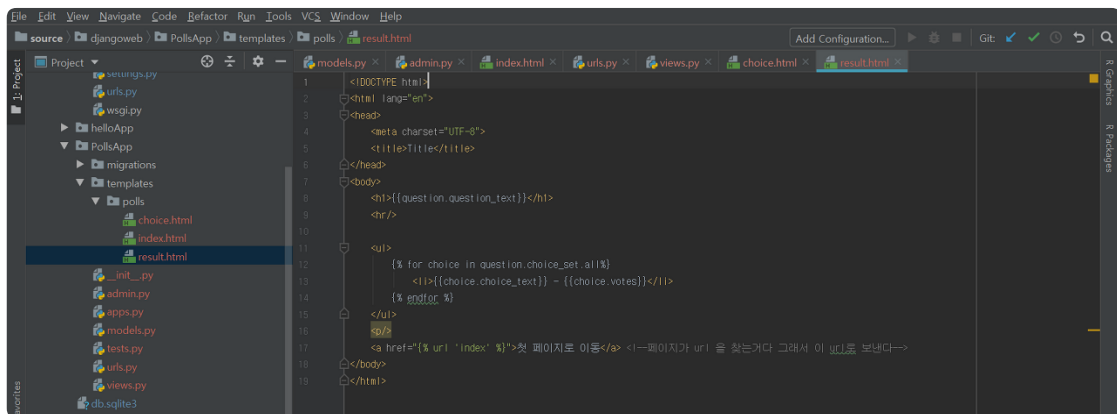 File Edit View Navigate Code Refactor Run Tools VCS Window Help
source djangoweb PollsApp templates polls result.html Add Configuration... Git:
1: Project
Project
settings.py
urls.py
wsgi.py
helloApp
PollsApp
migrations
templates
polls
choice.html
index.html
result.html
__init__.py
admin.py
apps.py
models.py
tests.py
urls.py
views.py
db.sqlite3
avorites
models.py admin.py index.html urls.py views.py choice.html result.html
1 <!DOCTYPE html>
2 <html lang="en">
3 <head>
4 <meta charset="UTF-8">
5 <title>Title</title>
6 </head>
7 <body>
8 <h1>{{question.question_text}}</h1>
9 <hr/>
10
11 <ul>
12 {% for choice in question.choice_set.all%}
13 <li>{{choice.choice_text}} - {{choice.votes}}</li>
14 {% endfor %}
15 </ul>
16 <p/>
17 <a href="{% url 'index' %}">첫 페이지로 이동</a> <!--페이지가 url 을 찾는거다 그래서 이 url로 보낸다-->
18 </body>
19 </html>
R Graphics
R Packages